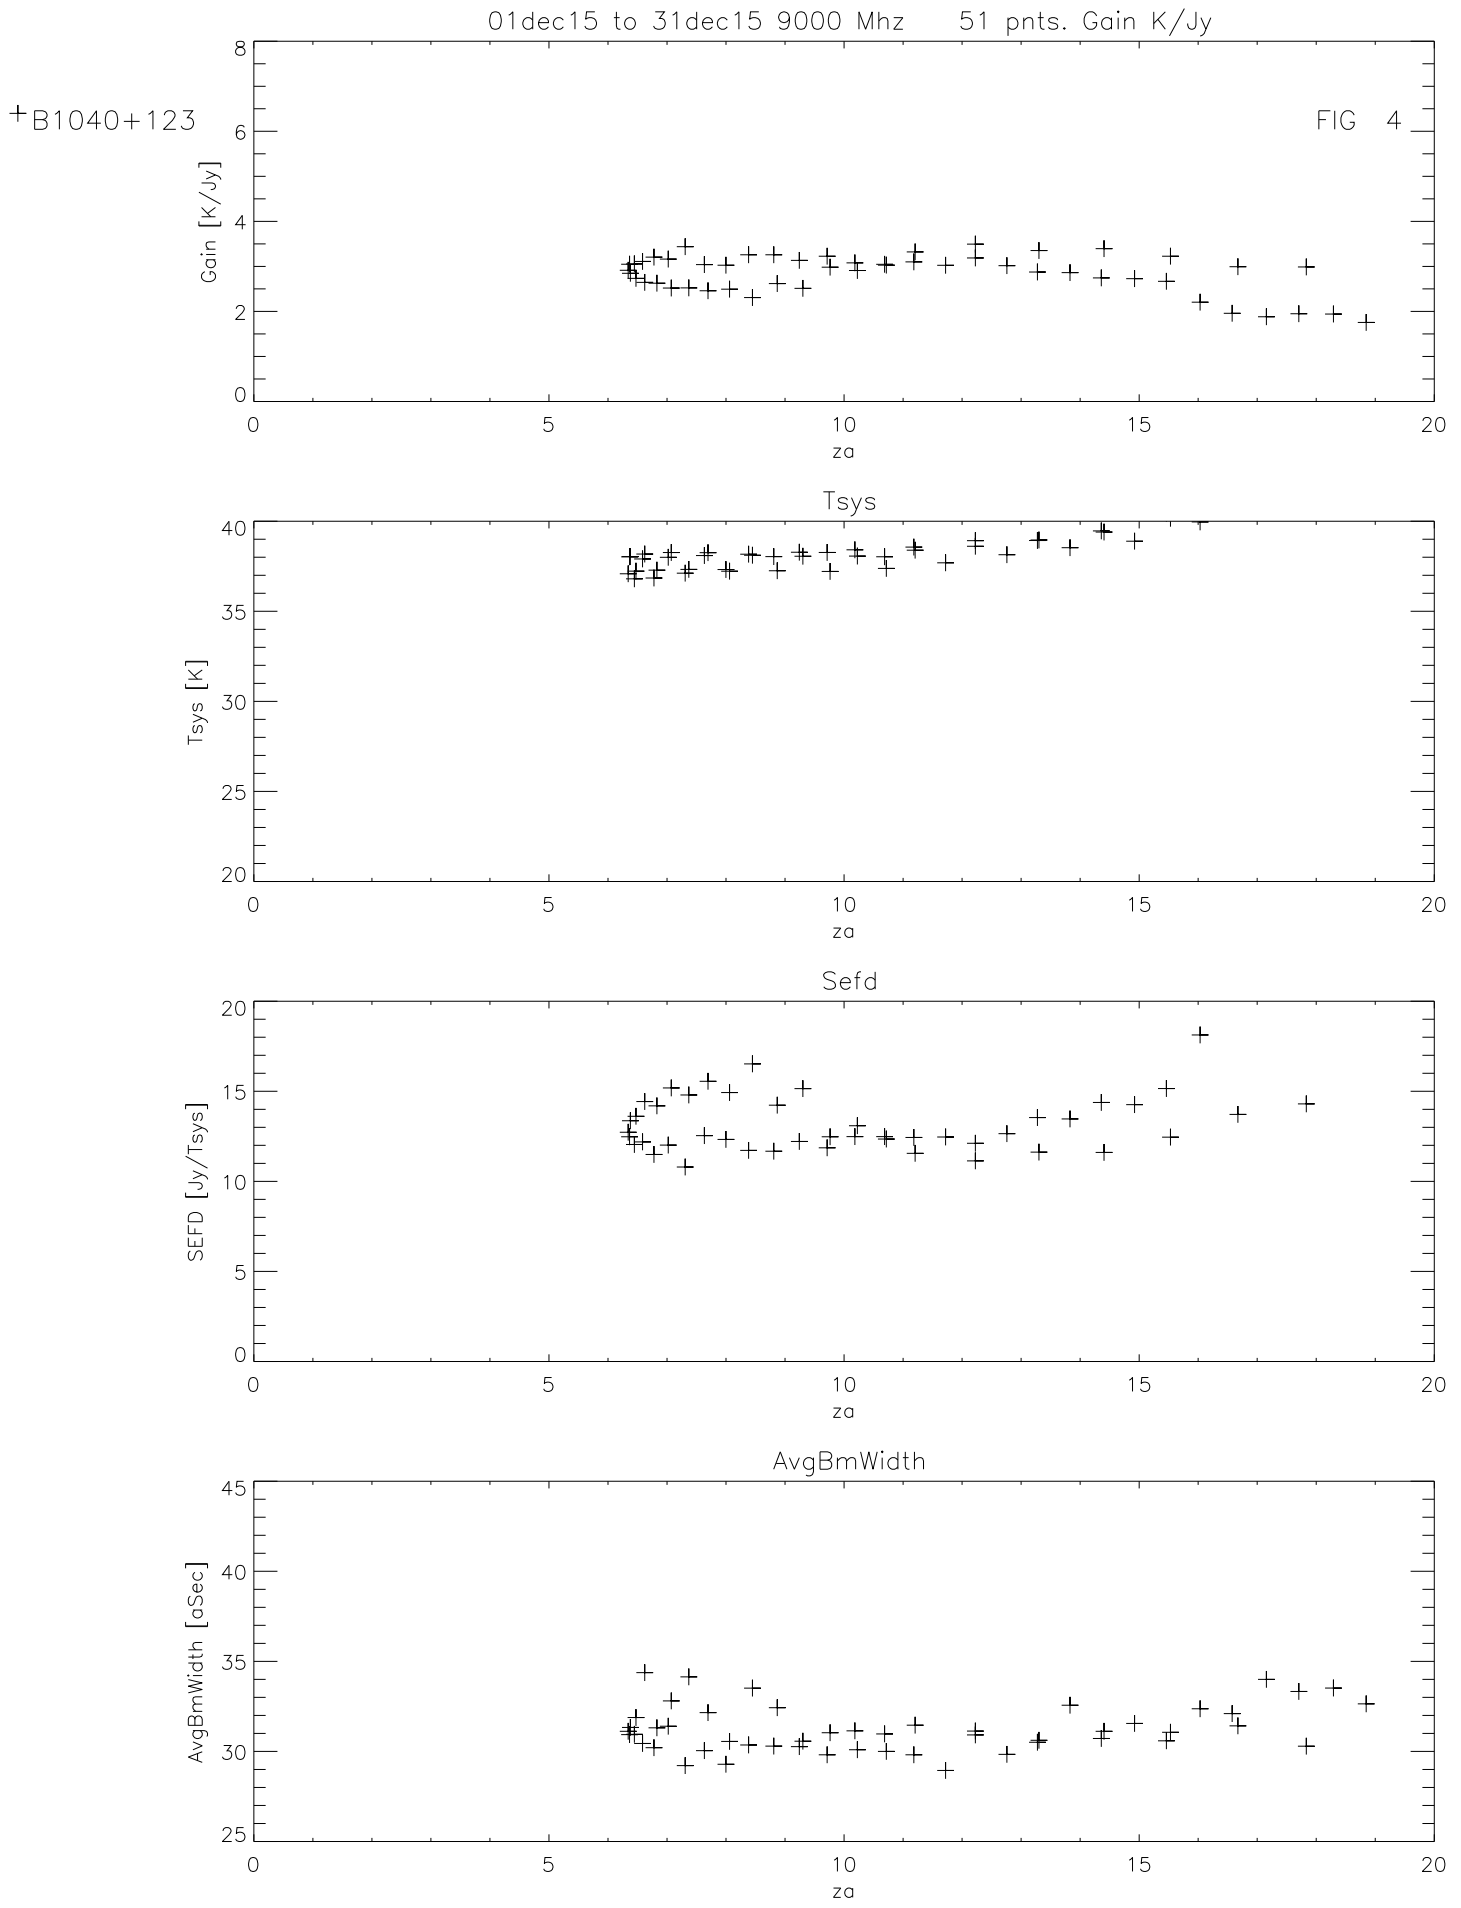 01dec15 to 31dec15 9000 Mhz 51 pnts. Gain K/Jy
+B1040+123
FIG 4
Gain [K/Jy]
8
6
4
2
0
0 5 10 15 20
za
Tsys
Tsys [K]
40
35
30
25
20
0 5 10 15 20
za
Sefd
SEFD [Jy/Tsys]
20
15
10
5
0
0 5 10 15 20
za
AvgBmWidth
AvgBmWidth [aSec]
45
40
35
30
25
0 5 10 15 20
za